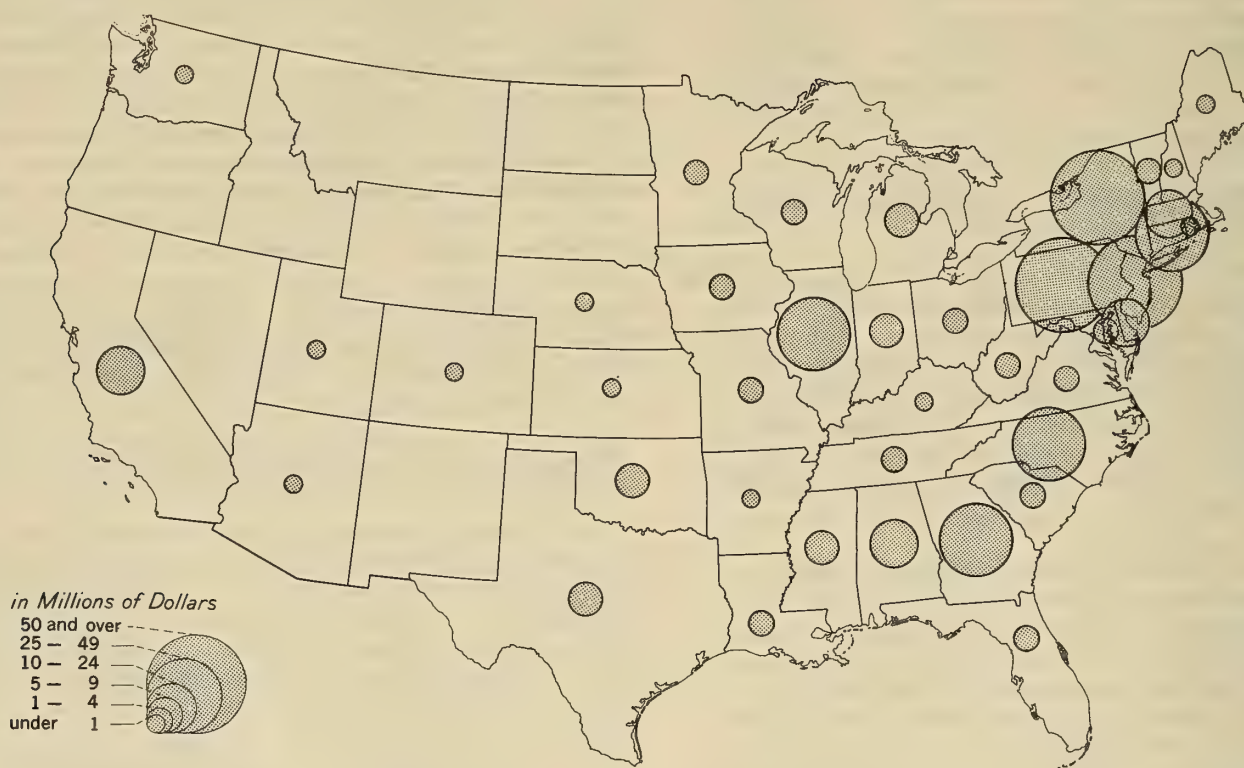 in Millions of Dollars
50 and over
25 — 49
10 — 24
5 — 9
1 — 4
under 1